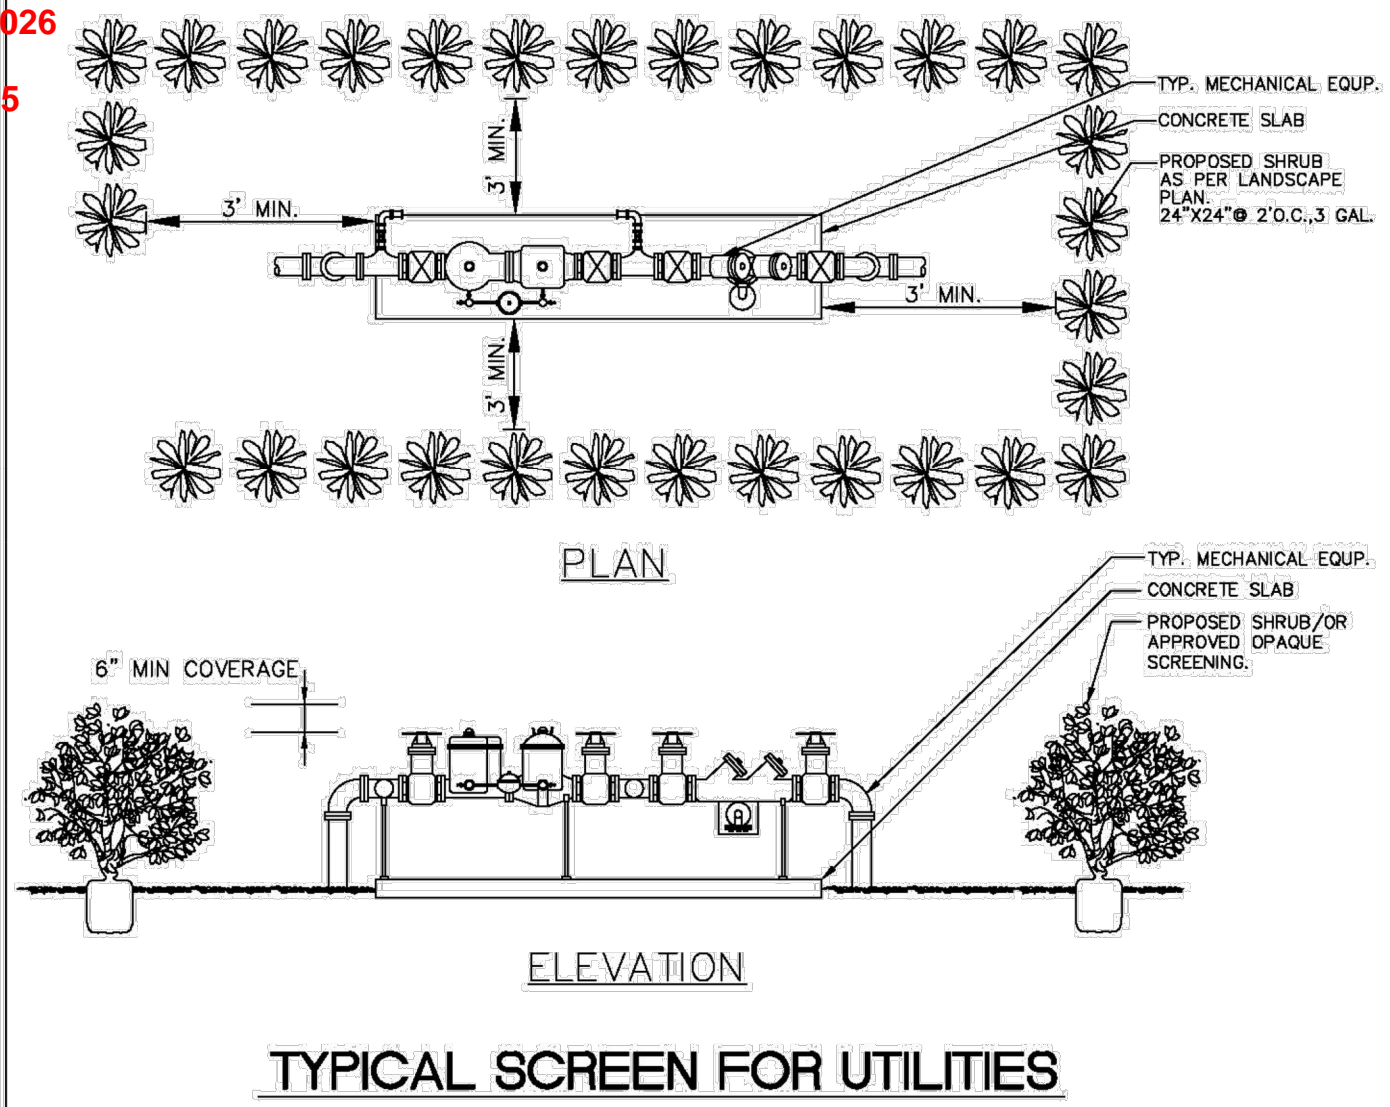 026
5
TYP. MECHANICAL EQUP.
CONCRETE SLAB
PROPOSED SHRUB
AS PER LANDSCAPE
PLAN.
24"X24"@ 2'O.C.,3 GAL.
3' MIN.
3' MIN.
3' MIN.
3' MIN.
PLAN
TYP. MECHANICAL EQUP.
CONCRETE SLAB
PROPOSED SHRUB/OR
APPROVED OPAQUE
SCREENING.
6" MIN COVERAGE
ELEVATION
TYPICAL SCREEN FOR UTILITIES